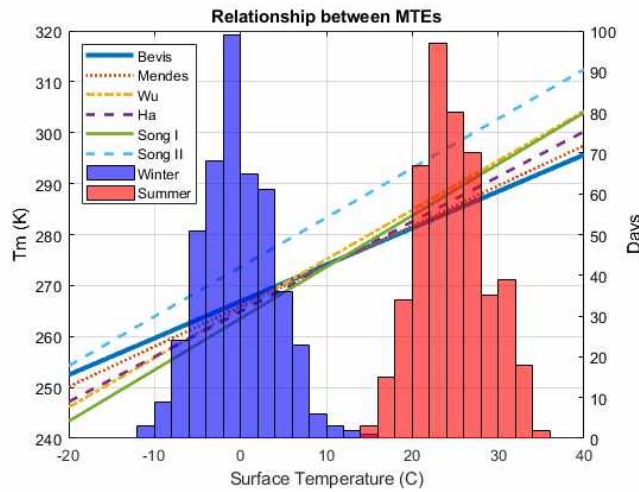 Relationship between MTEs
320
310
300
290
280
270
260
250
240
Tm (K)
100
90
80
70
60
50
40
30
20
10
0
Days
Bevis
Mendes
Wu
Ha
Song I
Song II
Winter
Summer
-20
-10
0
10
20
30
40
Surface Temperature (C)